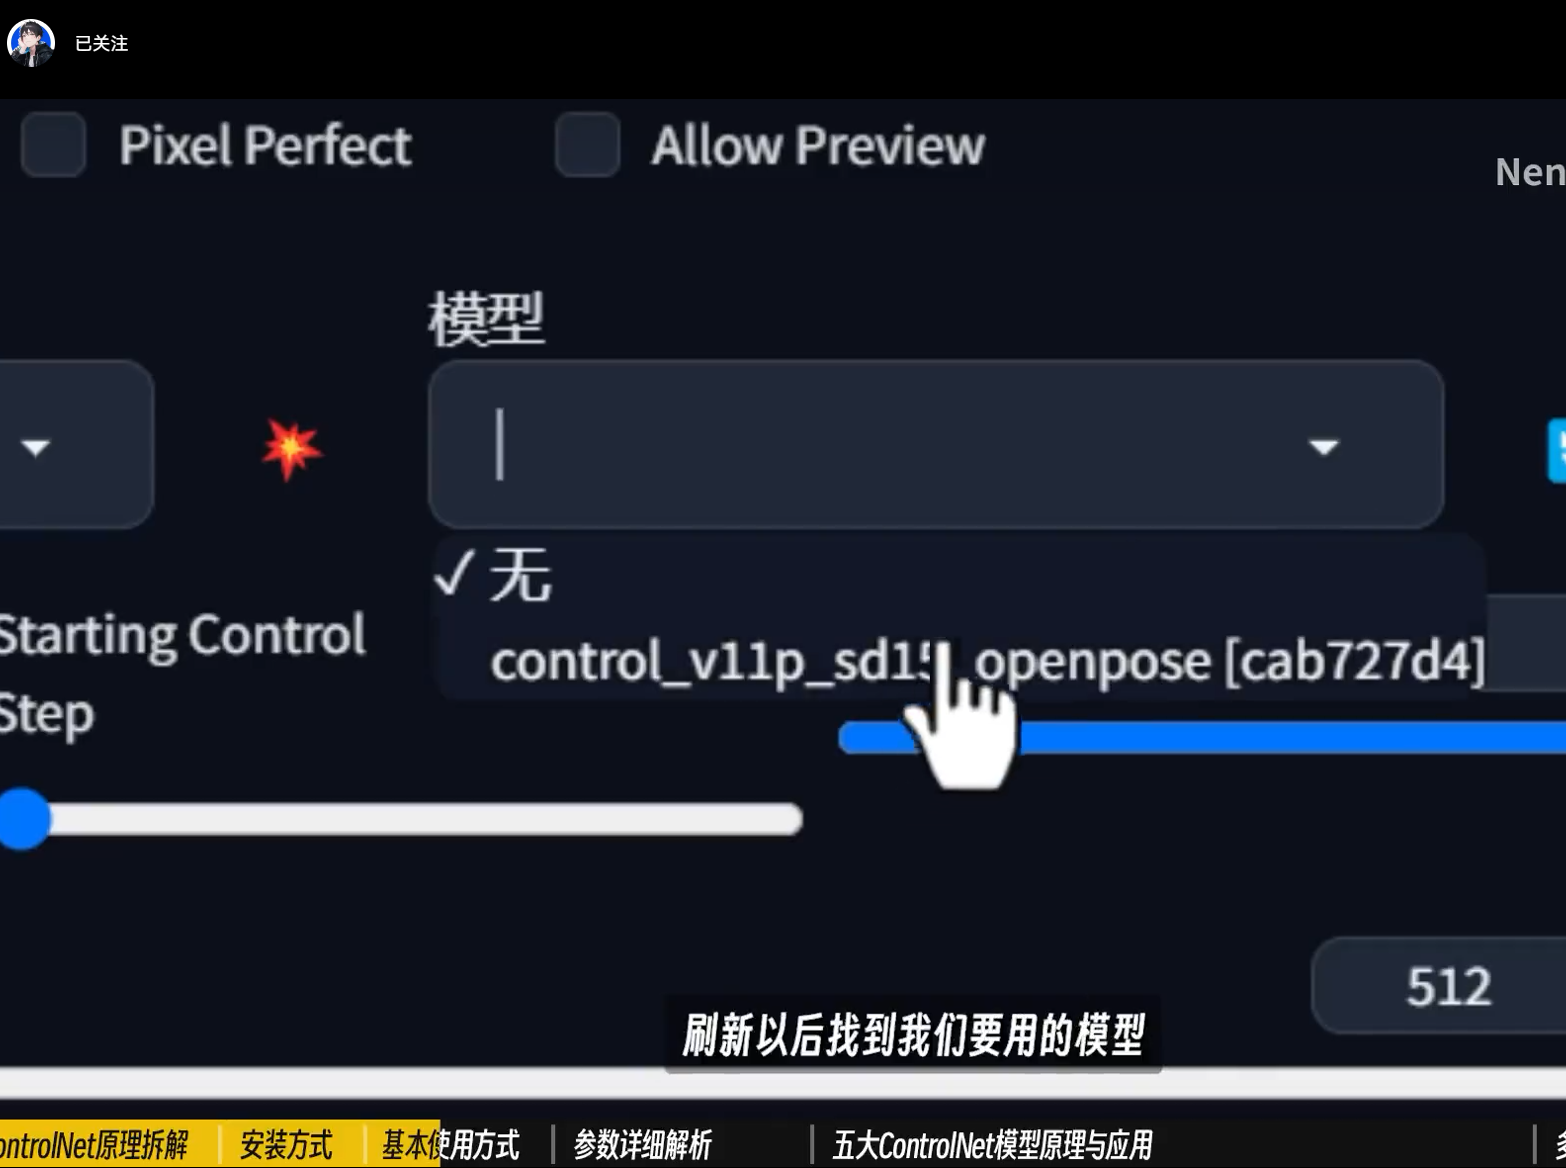 已关注
Pixel Perfect
Allow Preview
Nen
模型
✓ 无
Starting Control
Step
control_v11p_sd15_openpose [cab727d4]
512
刷新以后找到我们要用的模型
ontrolNet原理拆解
安装方式
基本使用方式
参数详细解析
五大ControlNet模型原理与应用